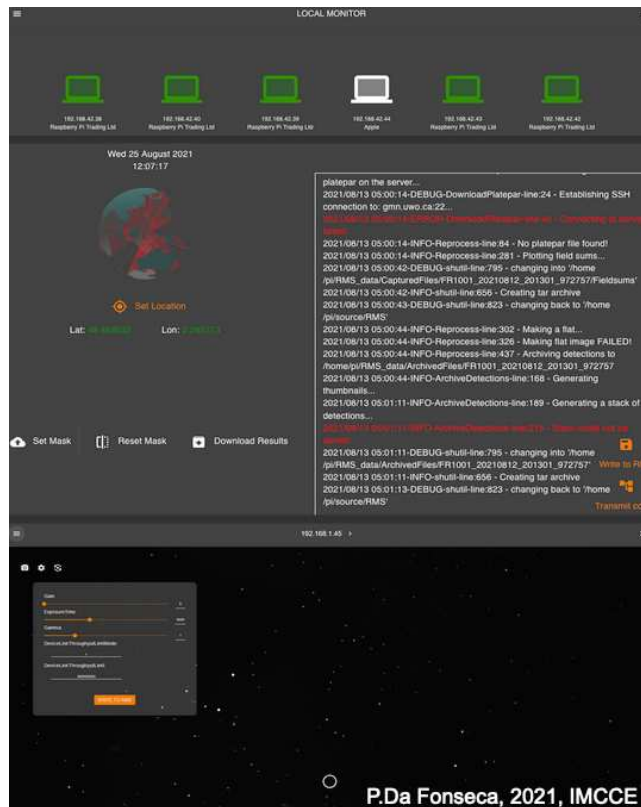 LOCAL MONITOR
192.168.42.38
Raspberry Pi Trading Ltd
192.168.42.40
Raspberry Pi Trading Ltd
192.168.42.39
Raspberry Pi Trading Ltd
192.168.42.44
Apple
192.168.42.43
Raspberry Pi Trading Ltd
192.168.42.42
Raspberry Pi Trading Ltd
Wed 25 August 2021
12:07:17
Set Location
Lat:
Lon:
Set Mask
Reset Mask
Download Results
platepar on the server...
2021/08/13 05:00:14-DEBUG-DownloadPlatepar-line:24 - Establishing SSH
connection to: gmn.uwo.ca:22...
2021/08/13 05:00:14-INFO-Reprocess-line:84 - No platepar file found!
2021/08/13 05:00:14-INFO-Reprocess-line:281 - Plotting field sums...
2021/08/13 05:00:42-DEBUG-shutil-line:795 - changing into '/home
/pi/RMS_data/CapturedFiles/FR1001_20210812_201301_972757/Fieldsums'
2021/08/13 05:00:42-INFO-shutil-line:656 - Creating tar archive
2021/08/13 05:00:43-DEBUG-shutil-line:823 - changing back to '/home
/pi/source/RMS'
2021/08/13 05:00:44-INFO-Reprocess-line:302 - Making a flat...
2021/08/13 05:00:44-INFO-Reprocess-line:326 - Making flat image FAILED!
2021/08/13 05:00:44-INFO-Reprocess-line:437 - Archiving detections to
/home/pi/RMS_data/ArchivedFiles/FR1001_20210812_201301_972757
2021/08/13 05:00:44-INFO-ArchiveDetections-line:168 - Generating
thumbnails...
2021/08/13 05:01:11-INFO-ArchiveDetections-line:189 - Generating a stack of
detections...
2021/08/13 05:01:11-DEBUG-shutil-line:795 - changing into '/home
/pi/RMS_data/ArchivedFiles/FR1001_20210812_201301_972757'
Write to
2021/08/13 05:01:11-INFO-shutil-line:656 - Creating tar archive
2021/08/13 05:01:13-DEBUG-shutil-line:823 - changing back to '/home
/pi/source/RMS'
Transmit
192.168.1.45
Gain
ExposureTime
Gamma
DeviceLinkThroughputLimitMode
DeviceLinkThroughputLimit
P.Da Fonseca, 2021, IMCCE